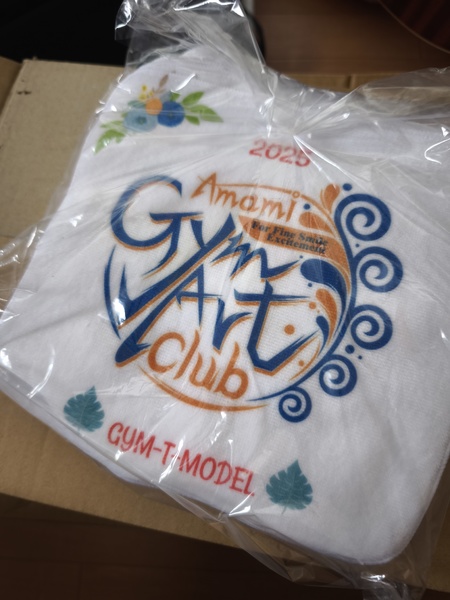 2025
Amami
Gym
For Fine Smile
Excitement
Art
Club
GYM-T-MODEL